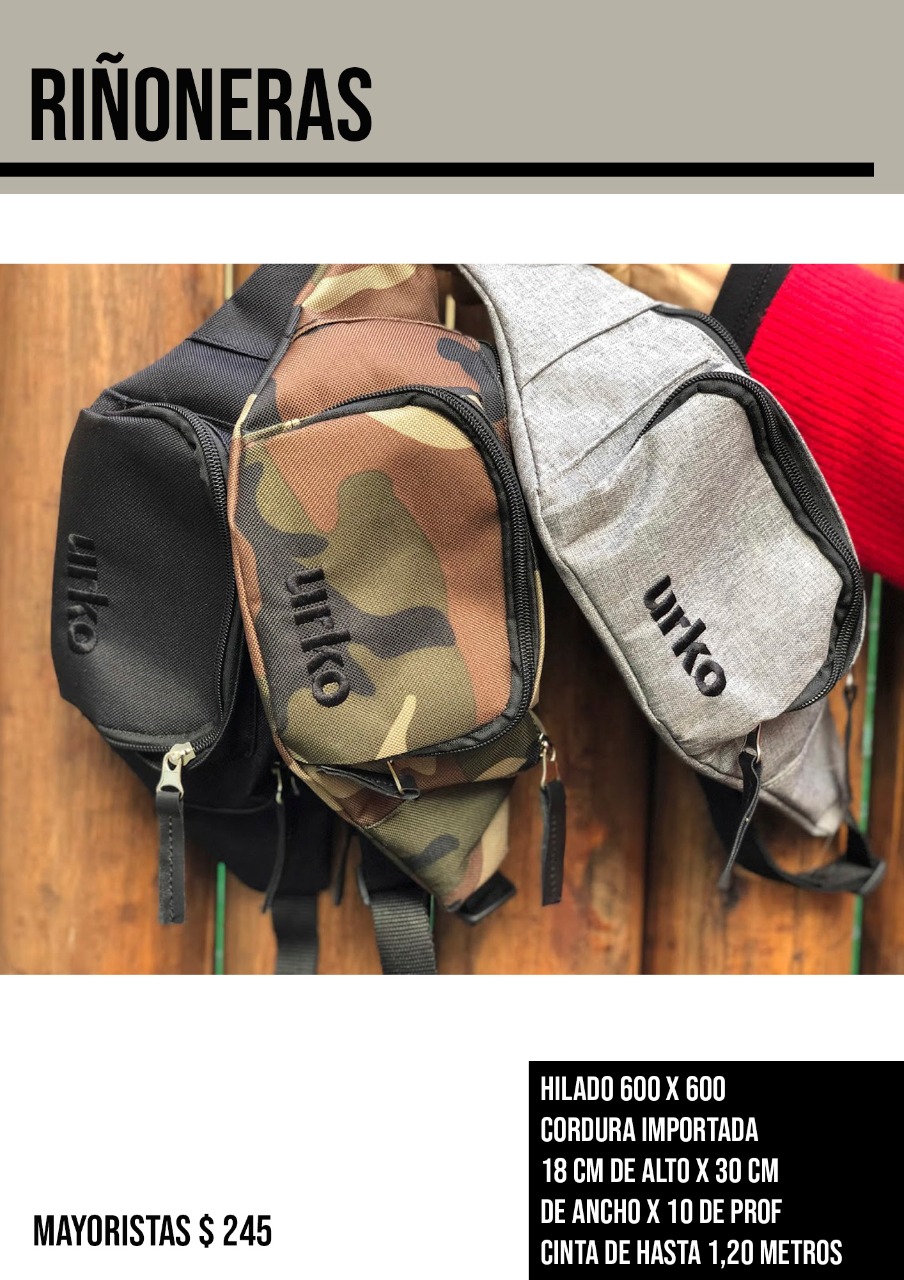 RIÑONERAS
urko
urko
urko
MAYORISTAS $ 245
HILADO 600 X 600
CORDURA IMPORTADA
18 CM DE ALTO X 30 CM
DE ANCHO X 10 DE PROF
CINTA DE HASTA 1,20 METROS